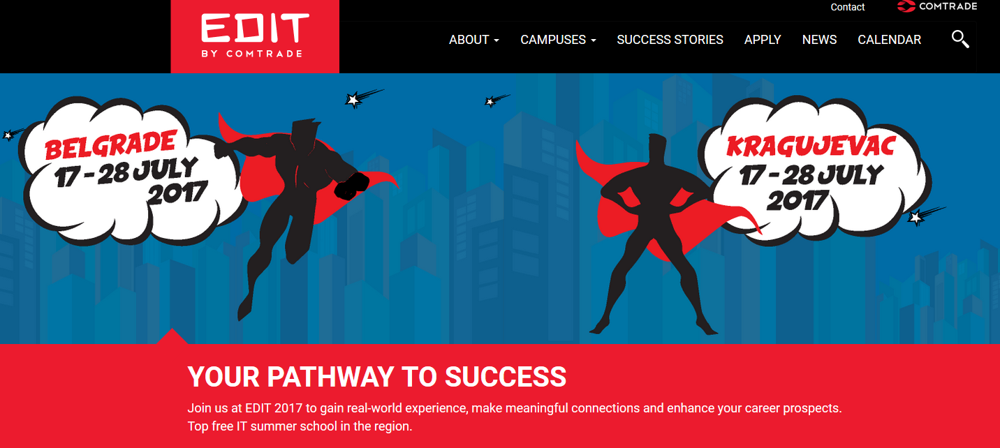 Contact
COMTRADE
EDIT
BY COMTRADE
ABOUT
CAMPUSES
SUCCESS STORIES
APPLY
NEWS
CALENDAR
BELGRADE
17 - 28 JULY
2017
KRAGUJEVAC
17 - 28 JULY
2017
YOUR PATHWAY TO SUCCESS
Join us at EDIT 2017 to gain real-world experience, make meaningful connections and enhance your career prospects.
Top free IT summer school in the region.